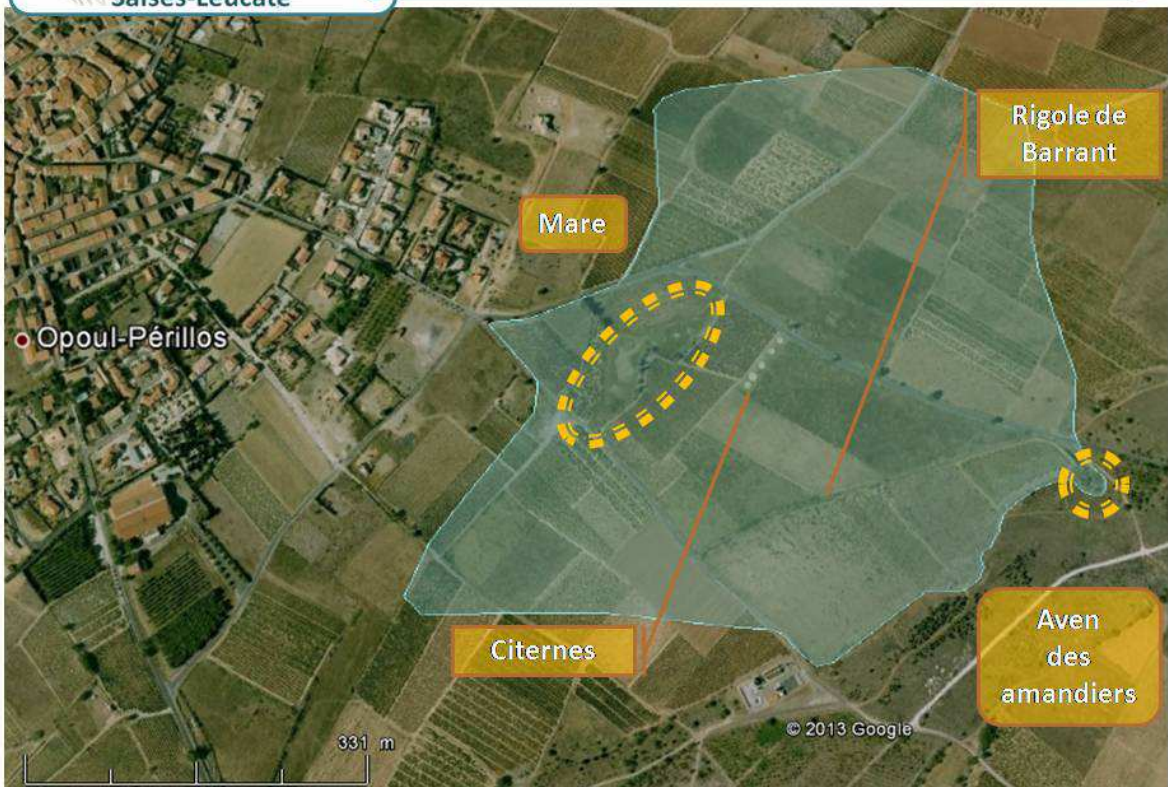 Salses-Leucate
Rigole de
Barrant
Mare
Opoul-Périllos
Citernes
Aven
des
amandiers
© 2013 Google
331 m